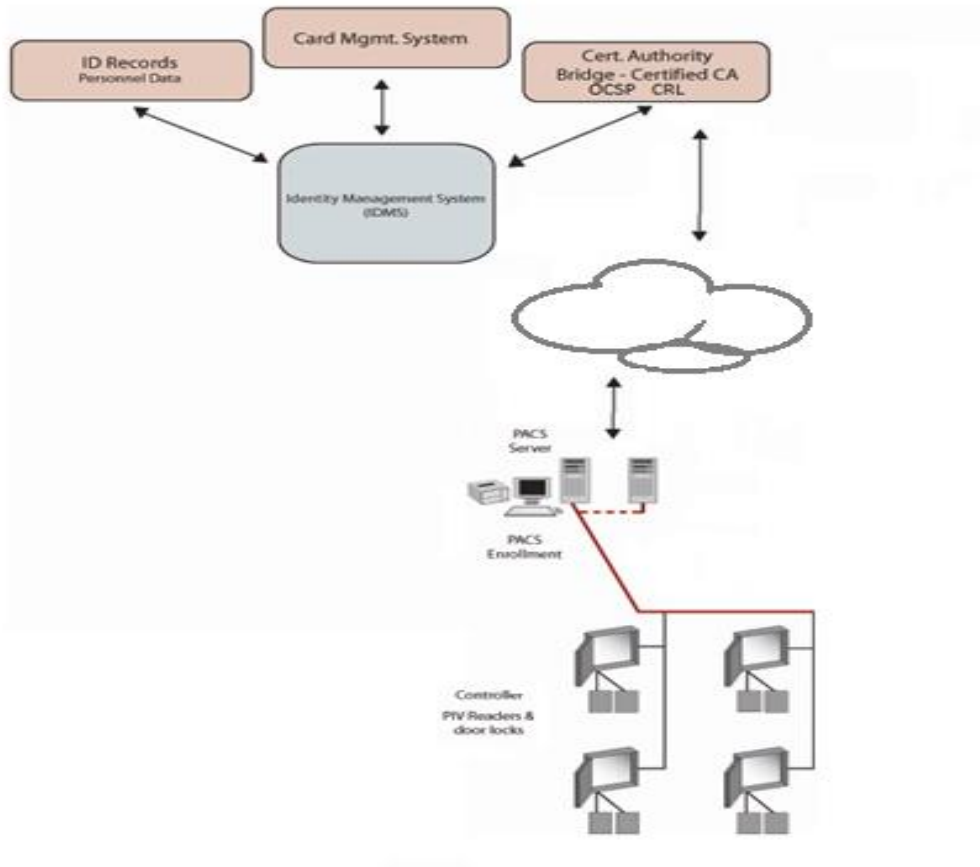 Card Mgmt. System
ID Records
Personnel Data
Cert. Authority
Bridge - Certified CA
OCSP CRL
Identity Management System
(IDMS)
PACS
Server
PACS
Enrollment
Controller
PIV Readers &
door locks